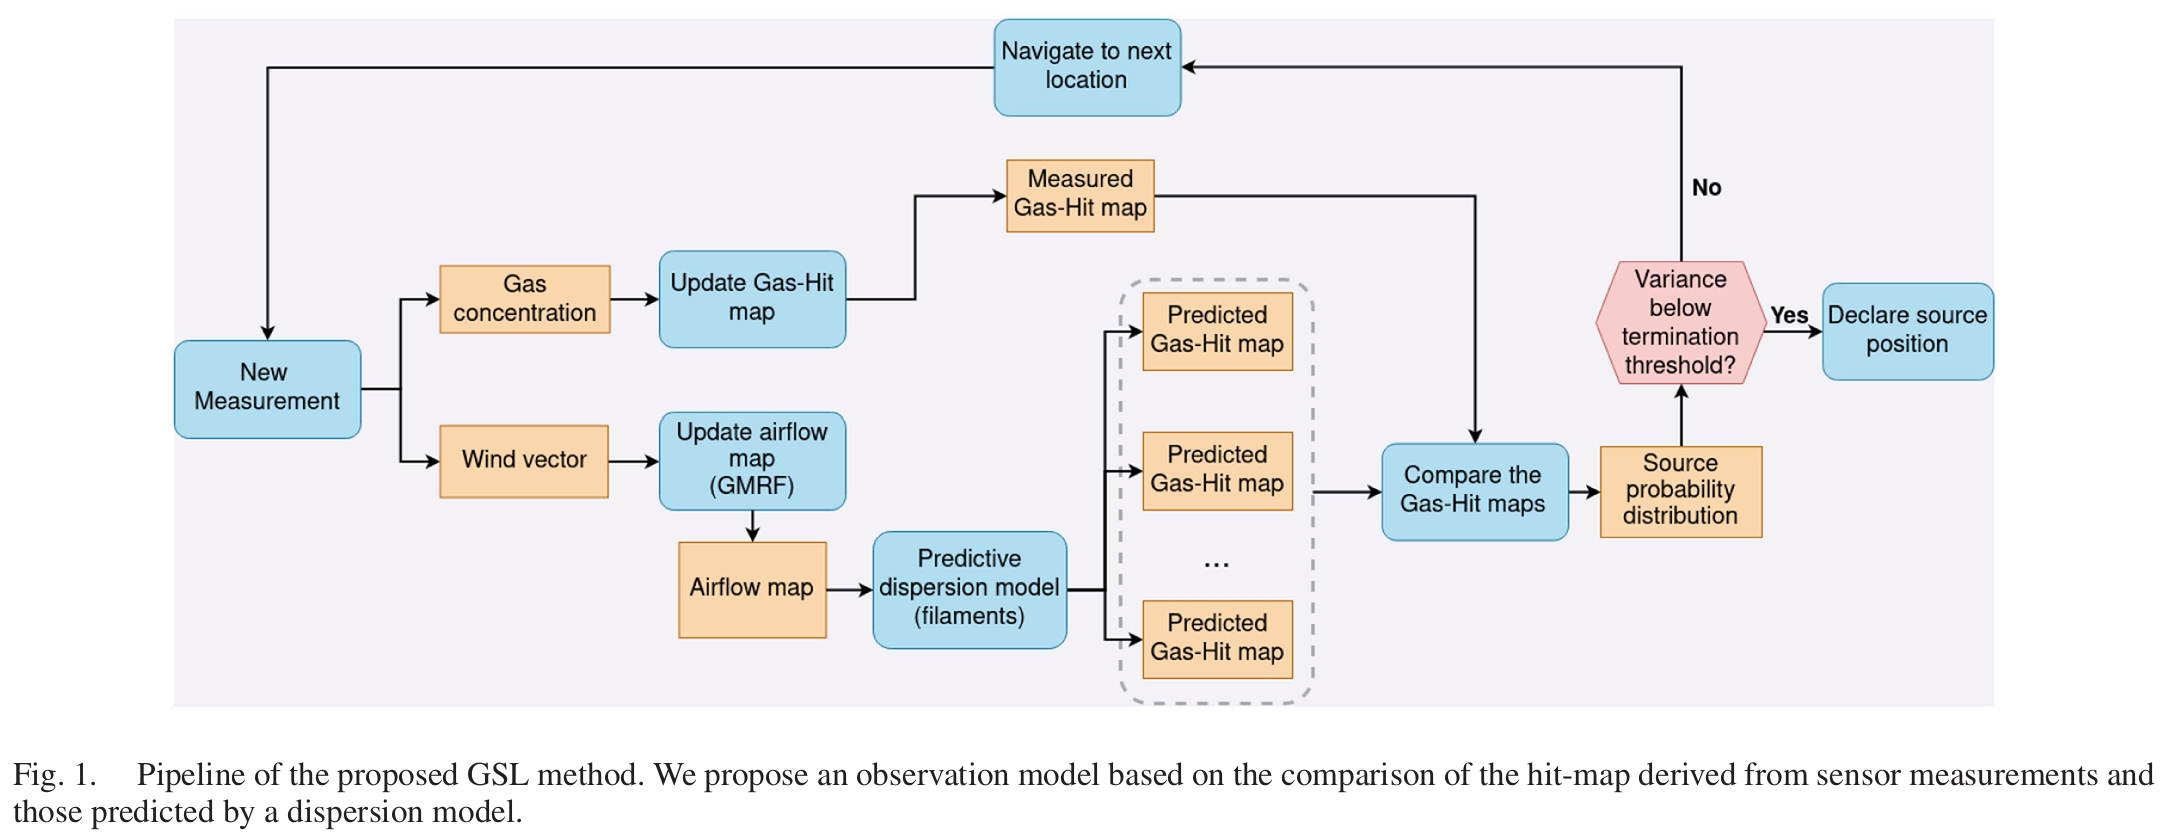 Navigate to next
location
Measured
Gas-Hit map
No
Gas
concentration
Update Gas-Hit
map
Variance
below
termination
threshold?
Yes
Declare source
position
Predicted
Gas-Hit map
New
Measurement
Wind vector
Update airflow
map
(GMRF)
Predicted
Gas-Hit map
Compare the
Gas-Hit maps
Source
probability
distribution
Airflow map
Predictive
dispersion model
(filaments)
...
Predicted
Gas-Hit map
Fig. 1. Pipeline of the proposed GSL method. We propose an observation model based on the comparison of the hit-map derived from sensor measurements and
those predicted by a dispersion model.